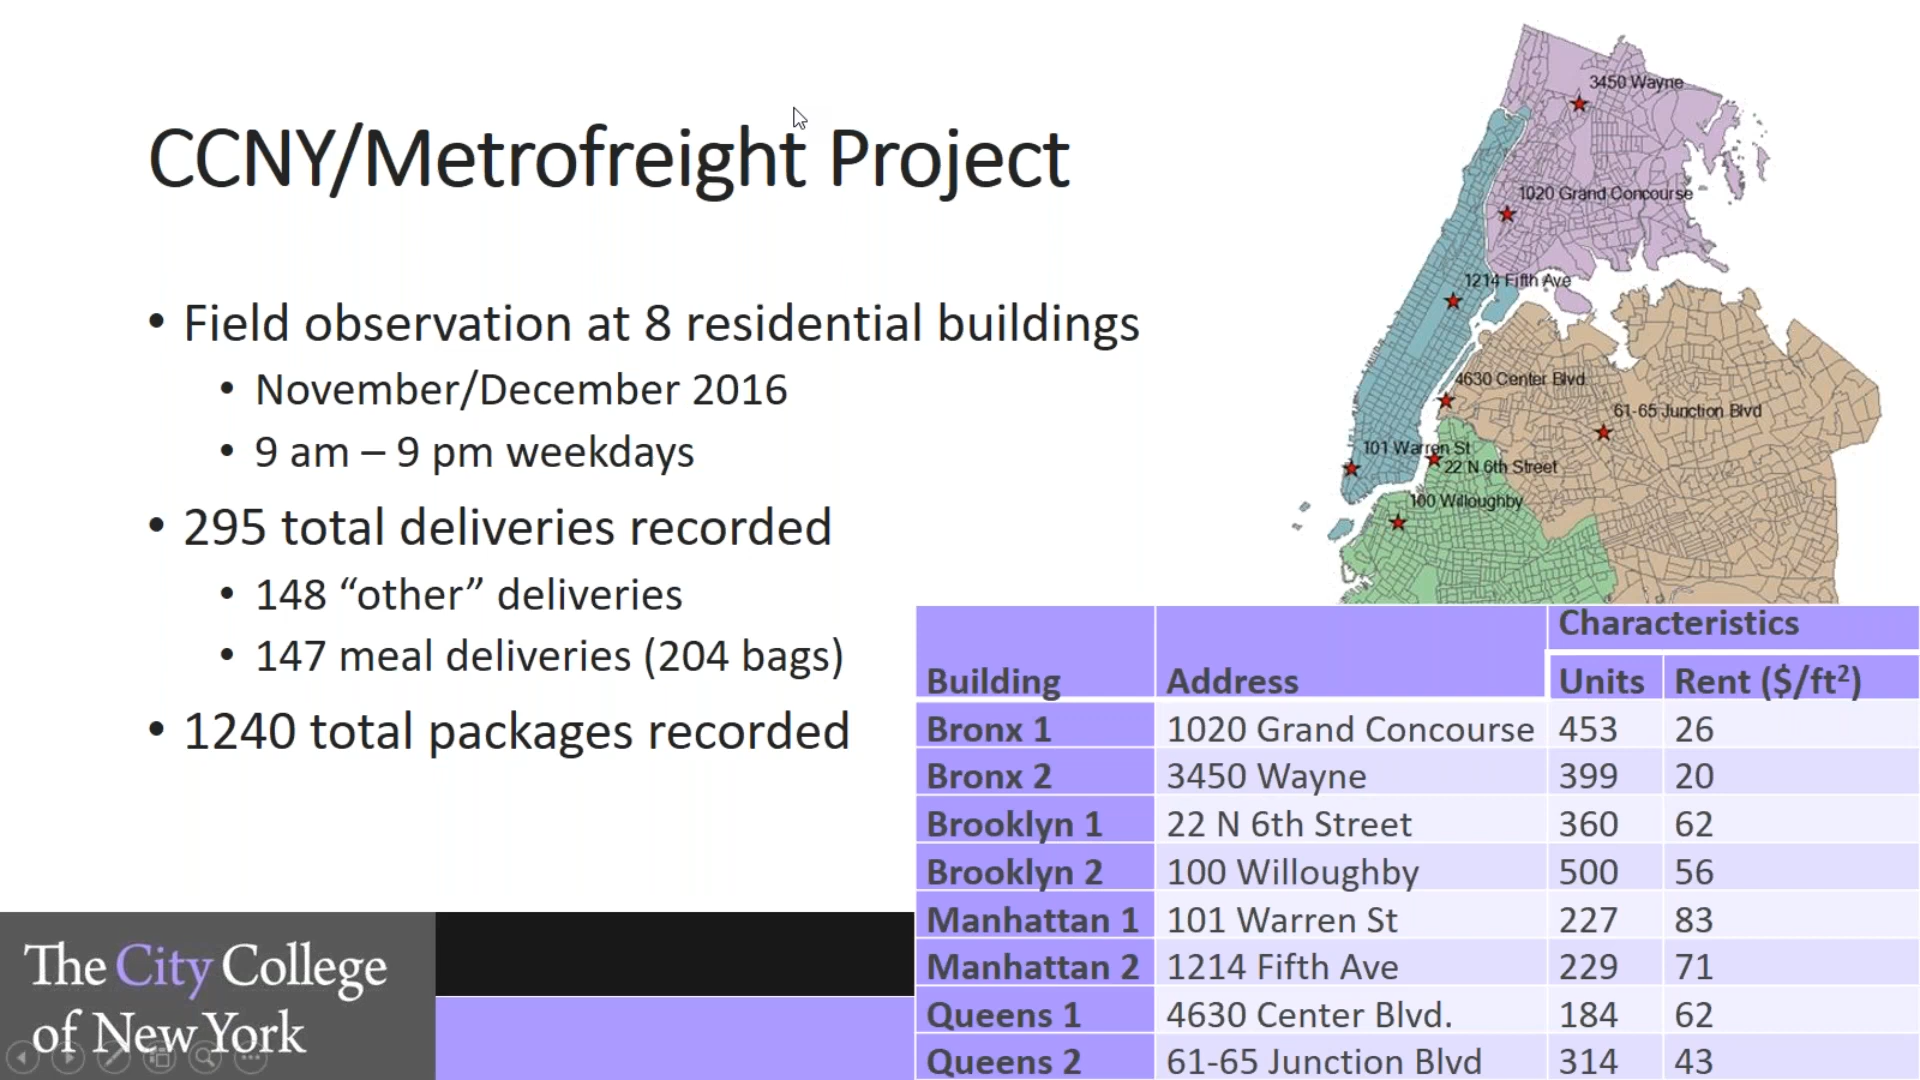 CCNY/Metrofreight Project
• Field observation at 8 residential buildings
• November/December 2016
• 9 am – 9 pm weekdays
• 295 total deliveries recorded
• 148 “other” deliveries
• 147 meal deliveries (204 bags)
• 1240 total packages recorded
3450 Wayne
1020 Grand Concourse
1214 Fifth Ave
4630 Center Blvd
61-65 Junction Blvd
101 Warren St
22 N 6th Street
100 Willoughby
Characteristics
Building Address Units Rent ($/ft²)
Bronx 1 1020 Grand Concourse 453 26
Bronx 2 3450 Wayne 399 20
Brooklyn 1 22 N 6th Street 360 62
Brooklyn 2 100 Willoughby 500 56
Manhattan 1 101 Warren St 227 83
Manhattan 2 1214 Fifth Ave 229 71
Queens 1 4630 Center Blvd. 184 62
Queens 2 61-65 Junction Blvd 314 43
The City College
of New York